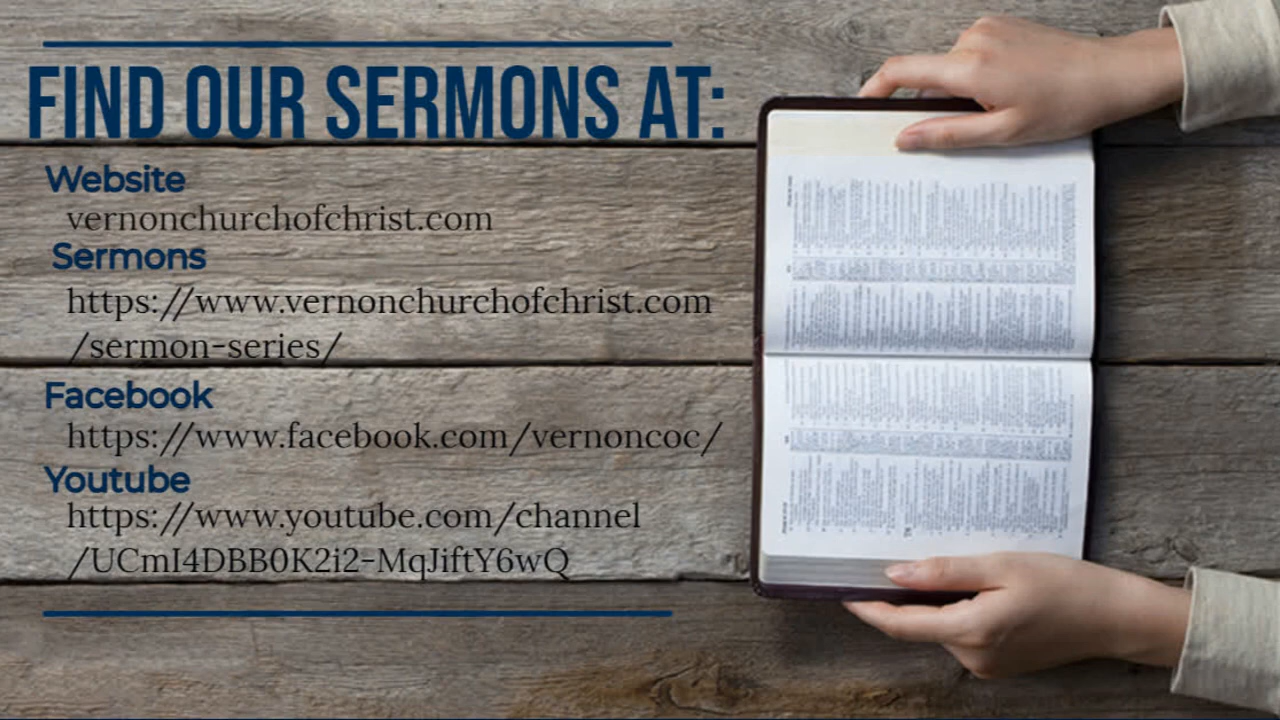 FIND OUR SERMONS AT:
Website
vernonchurchofchrist.com
Sermons
https://www.vernonchurchofchrist.com
/sermon-series/
Facebook
https://www.facebook.com/vernoncoc/
Youtube
https://www.youtube.com/channel
/UCmI4DBB0K2i2-MqJiftY6wQ